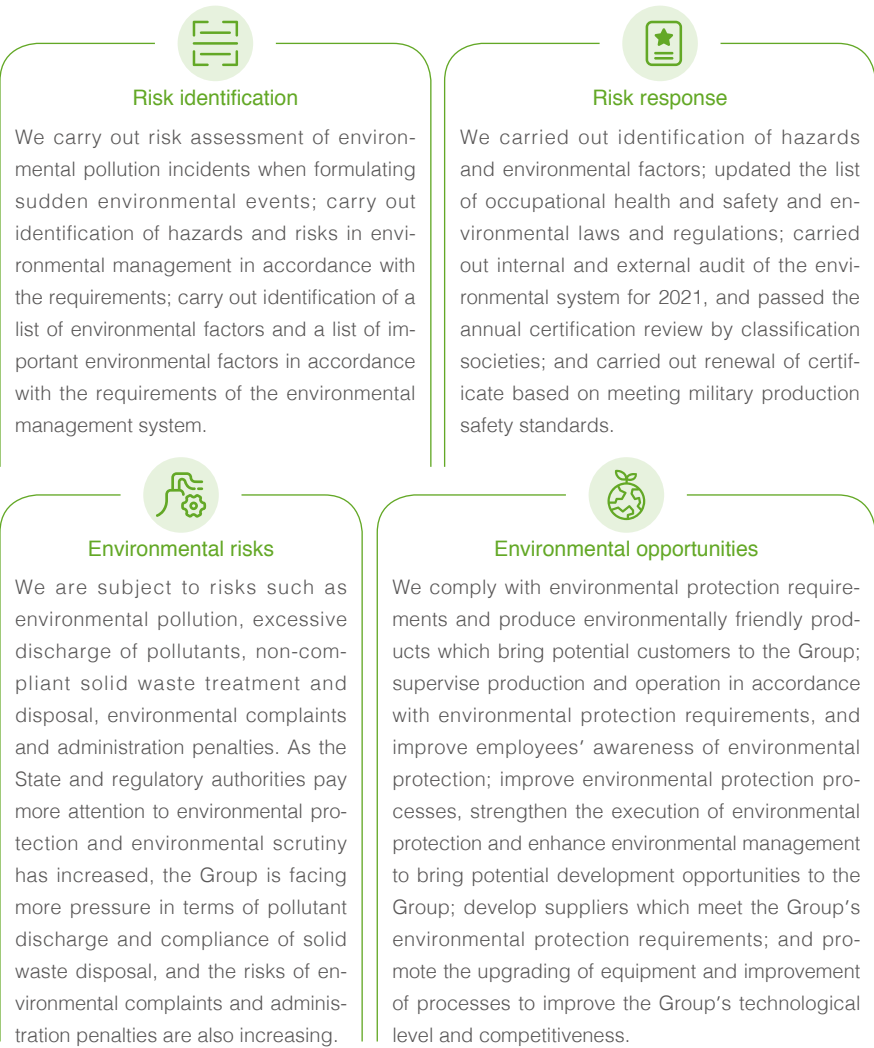 Risk identification
We carry out risk assessment of environ-
mental pollution incidents when formulating
sudden environmental events; carry out
identification of hazards and risks in envi-
ronmental management in accordance with
the requirements; carry out identification of a
list of environmental factors and a list of im-
portant environmental factors in accordance
with the requirements of the environmental
management system.
Risk response
We carried out identification of hazards
and environmental factors; updated the list
of occupational health and safety and en-
vironmental laws and regulations; carried
out internal and external audit of the envi-
ronmental system for 2021, and passed the
annual certification review by classification
societies; and carried out renewal of certif-
icate based on meeting military production
safety standards.
Environmental risks
We are subject to risks such as
environmental pollution, excessive
discharge of pollutants, non-com-
pliant solid waste treatment and
disposal, environmental complaints
and administration penalties. As the
State and regulatory authorities pay
more attention to environmental pro-
tection and environmental scrutiny
has increased, the Group is facing
more pressure in terms of pollutant
discharge and compliance of solid
waste disposal, and the risks of en-
vironmental complaints and adminis-
tration penalties are also increasing.
Environmental opportunities
We comply with environmental protection require-
ments and produce environmentally friendly prod-
ucts which bring potential customers to the Group;
supervise production and operation in accordance
with environmental protection requirements, and
improve employees’ awareness of environmental
protection; improve environmental protection pro-
cesses, strengthen the execution of environmental
protection and enhance environmental management
to bring potential development opportunities to the
Group; develop suppliers which meet the Group’s
environmental protection requirements; and pro-
mote the upgrading of equipment and improvement
of processes to improve the Group’s technological
level and competitiveness.